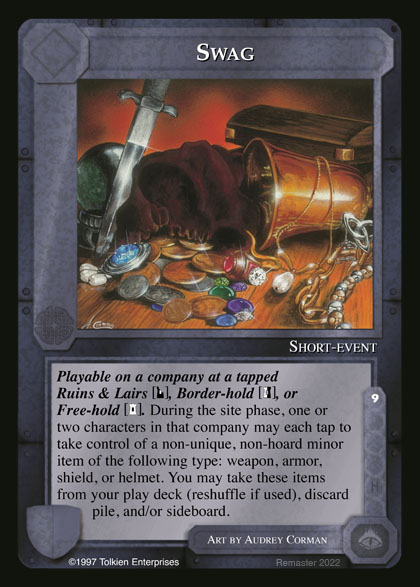 Swag
Short-event
Playable on a company at a tapped
Ruins & Lairs [], Border-hold [], or
Free-hold []. During the site phase, one or
two characters in that company may each tap to
take control of a non-unique, non-hoard minor
item of the following type: weapon, armor,
shield, or helmet. You may take these items
from your play deck (reshuffle if used), discard
pile, and/or sideboard.
9
H
Art by Audrey Corman
©1997 Tolkien Enterprises
Remaster 2022